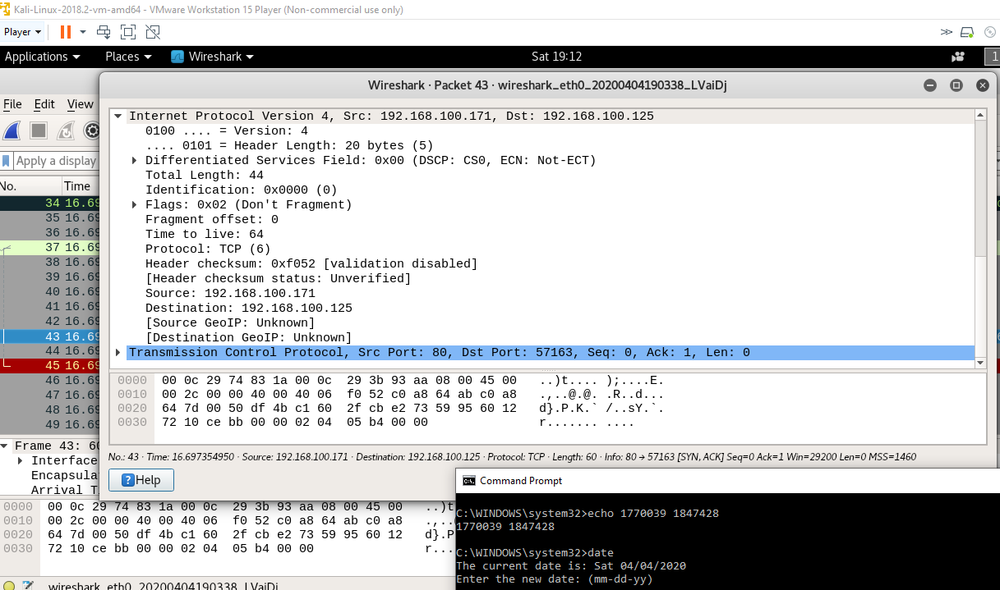 Kali-Linux-2018.2-vm-amd64 - VMware Workstation 15 Player (Non-commercial use only)
Player
Applications Places Wireshark Sat 19:12 1
Wireshark · Packet 43 · wireshark_eth0_20200404190338_LVaiDj
File Edit View
Apply a display
No. Time
34 16.69
35 16.69
36 16.69
37 16.69
38 16.69
39 16.69
40 16.69
41 16.69
42 16.69
43 16.69
44 16.69
45 16.69
46 16.69
47 16.69
48 16.69
49 16.69
Internet Protocol Version 4, Src: 192.168.100.171, Dst: 192.168.100.125
0100 .... = Version: 4
.... 0101 = Header Length: 20 bytes (5)
Differentiated Services Field: 0x00 (DSCP: CS0, ECN: Not-ECT)
Total Length: 44
Identification: 0x0000 (0)
Flags: 0x02 (Don't Fragment)
Fragment offset: 0
Time to live: 64
Protocol: TCP (6)
Header checksum: 0xf052 [validation disabled]
[Header checksum status: Unverified]
Source: 192.168.100.171
Destination: 192.168.100.125
[Source GeoIP: Unknown]
[Destination GeoIP: Unknown]
Transmission Control Protocol, Src Port: 80, Dst Port: 57163, Seq: 0, Ack: 1, Len: 0
0000 00 0c 29 74 83 1a 00 0c 29 3b 93 aa 08 00 45 00 ..)t.... );....E.
0010 00 2c 00 00 40 00 40 06 f0 52 c0 a8 64 ab c0 a8 .,..@.@. .R..d...
0020 64 7d 00 50 df 4b c1 60 2f cb e2 73 59 95 60 12 d}.P.K.` /..sY.`.
0030 72 10 ce bb 00 00 02 04 05 b4 00 00 r....... ....
No.: 43 · Time: 16.697354950 · Source: 192.168.100.171 · Destination: 192.168.100.125 · Protocol: TCP · Length: 60 · Info: 80 → 57163 [SYN, ACK] Seq=0 Ack=1 Win=29200 Len=0 MSS=1460
Help
Frame 43: 60
Interface
Encapsula
Arrival T
0000 00 0c 29 74 83 1a 00 0c 29 3b 93 aa 08 00 45 00 ..)t
0010 00 2c 00 00 40 00 40 06 f0 52 c0 a8 64 ab c0 a8 .,..
0020 64 7d 00 50 df 4b c1 60 2f cb e2 73 59 95 60 12 d}.P
0030 72 10 ce bb 00 00 02 04 05 b4 00 00 r...
wireshark_eth0_20200404190338_LVaiDj
Command Prompt
C:\WINDOWS\system32>echo 1770039 1847428
1770039 1847428
C:\WINDOWS\system32>date
The current date is: Sat 04/04/2020
Enter the new date: (mm-dd-yy)